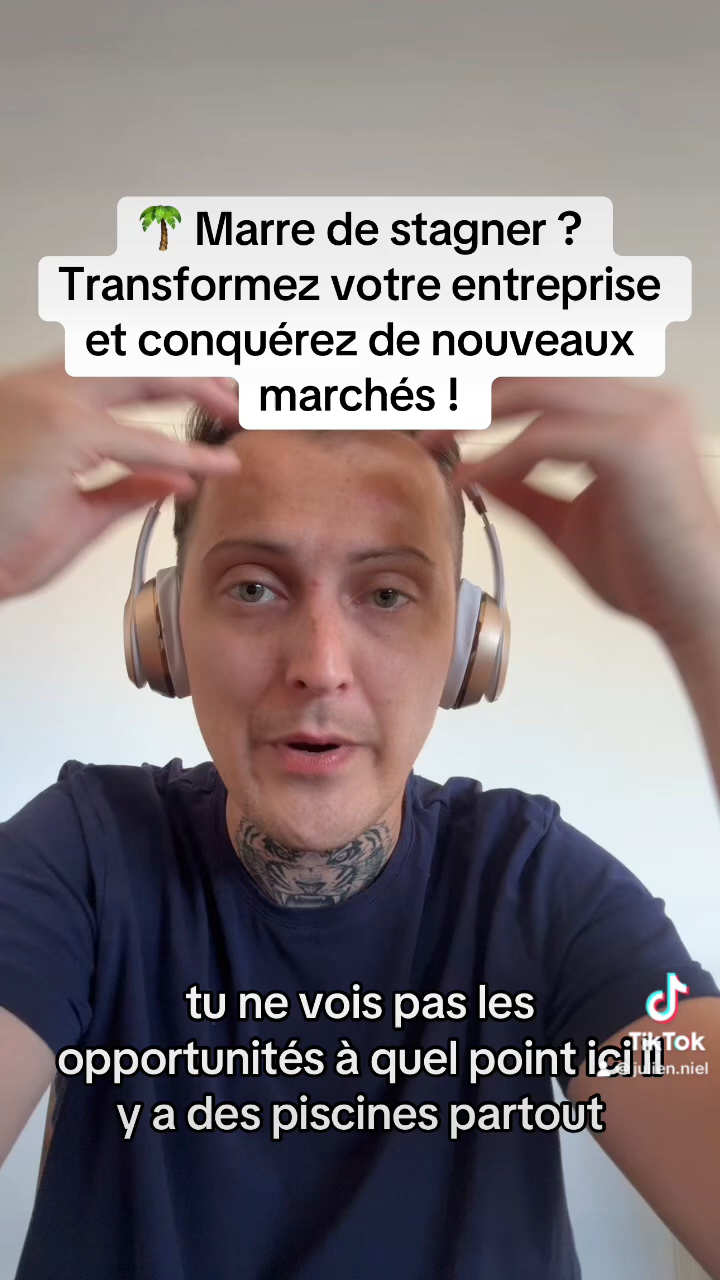 🌴 Marre de stagner ?
Transformez votre entreprise
et conquérez de nouveaux
marchés !
tu ne vois pas les
opportunités à quel point ici il
y a des piscines partout
TikTok
@julien.niel